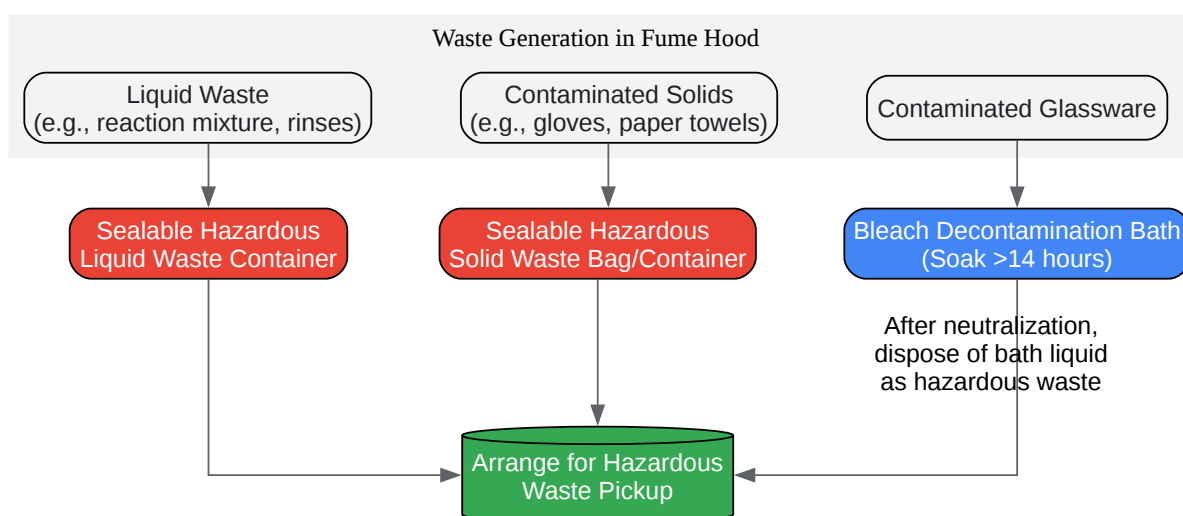 Waste Generation in Fume Hood
Liquid Waste
(e.g., reaction mixture, rinses)
Contaminated Solids
(e.g., gloves, paper towels)
Contaminated Glassware
Sealable Hazardous
Liquid Waste Container
Sealable Hazardous
Solid Waste Bag/Container
Bleach Decontamination Bath
(Soak >14 hours)
After neutralization,
dispose of bath liquid
as hazardous waste
Arrange for Hazardous
Waste Pickup